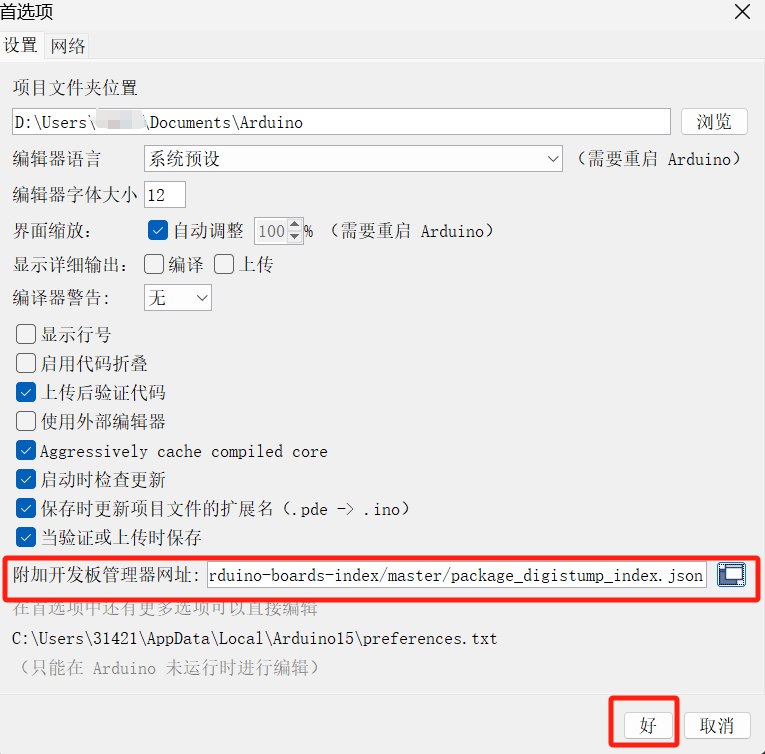 首选项
设置 网络
项目文件夹位置
D:\Users\ \Documents\Arduino 浏览
编辑器语言 系统预设 （需要重启 Arduino）
编辑器字体大小 12
界面缩放： 自动调整 100 % （需要重启 Arduino）
显示详细输出： 编译 上传
编译器警告: 无
显示行号
启用代码折叠
上传后验证代码
使用外部编辑器
Aggressively cache compiled core
启动时检查更新
保存时更新项目文件的扩展名（.pde -> .ino）
当验证或上传时保存
附加开发板管理器网址: rduino-boards-index/master/package_digistump_index.json
在首选项中还有更多选项可以直接编辑
C:\Users\31421\AppData\Local\Arduino15\preferences.txt
（只能在 Arduino 未运行时进行编辑）
好 取消